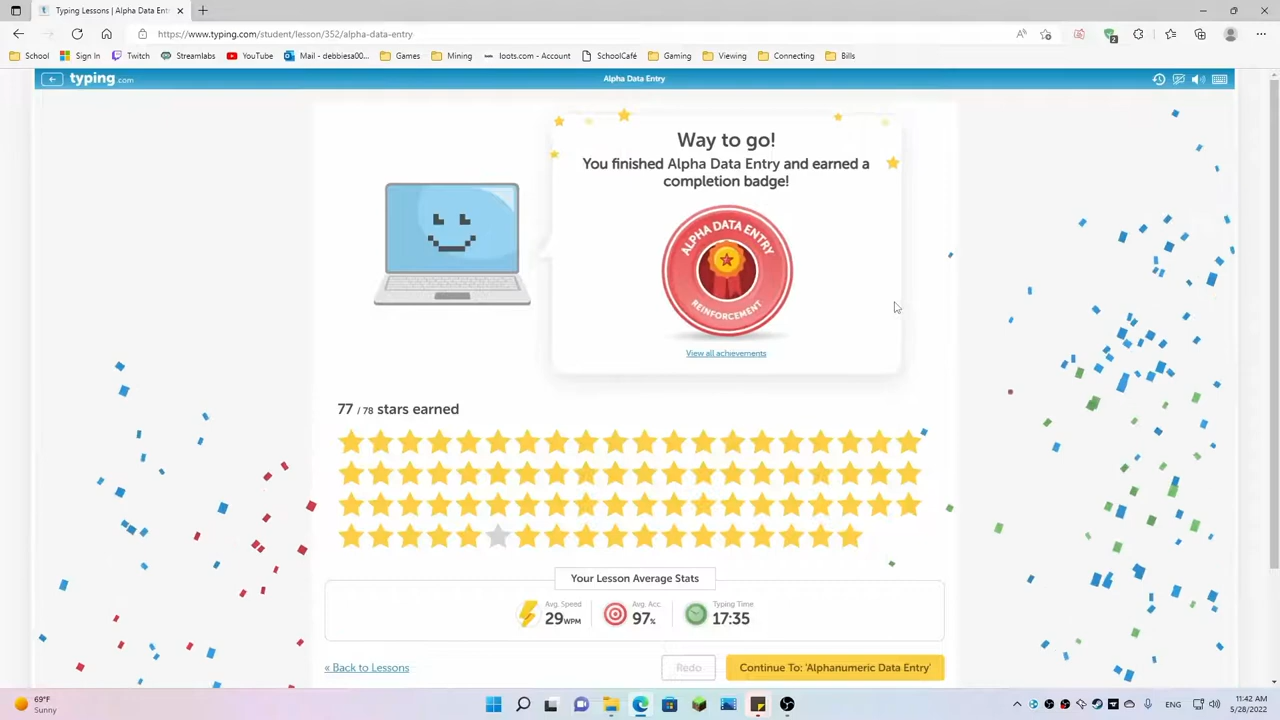 Typing Lessons | Alpha Data Entr
https://www.typing.com/student/lesson/352/alpha-data-entry
School
Sign In
Twitch
Streamlabs
YouTube
Mail - debbiesa00...
Games
Mining
loots.com - Account
SchoolCafé
Gaming
Viewing
Connecting
Bills
typing.com
Alpha Data Entry
Way to go!
You finished Alpha Data Entry and earned a
completion badge!
ALPHA DATA ENTRY
REINFORCEMENT
View all achievements
77 / 78 stars earned
Your Lesson Average Stats
Avg. Speed
29WPM
Avg. Acc.
97%
Typing Time
17:35
« Back to Lessons
Redo
Continue To: 'Alphanumeric Data Entry'
69°F
Sunny
ENG
11:42 AM
5/28/2022